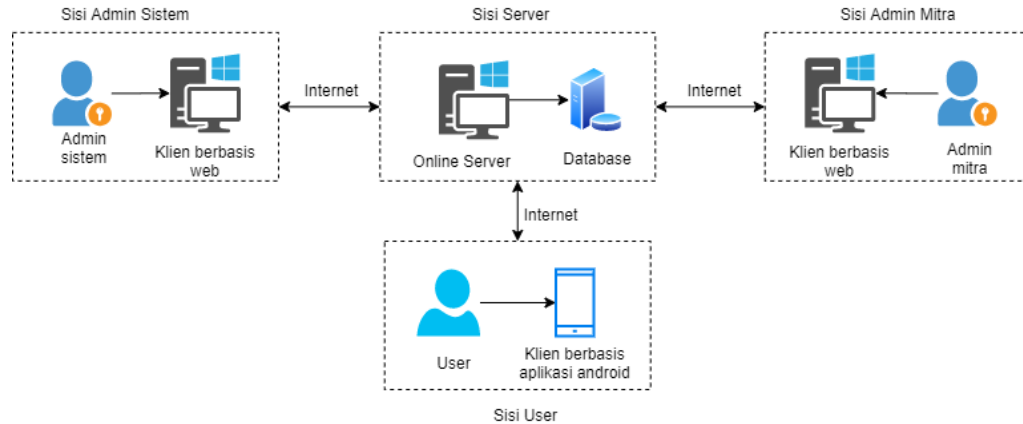 Sisi Admin Sistem
Sisi Server
Sisi Admin Mitra
Internet
Internet
Admin
sistem
Klien berbasis
web
Online Server
Database
Klien berbasis
web
Admin
mitra
Internet
User
Klien berbasis
aplikasi android
Sisi User